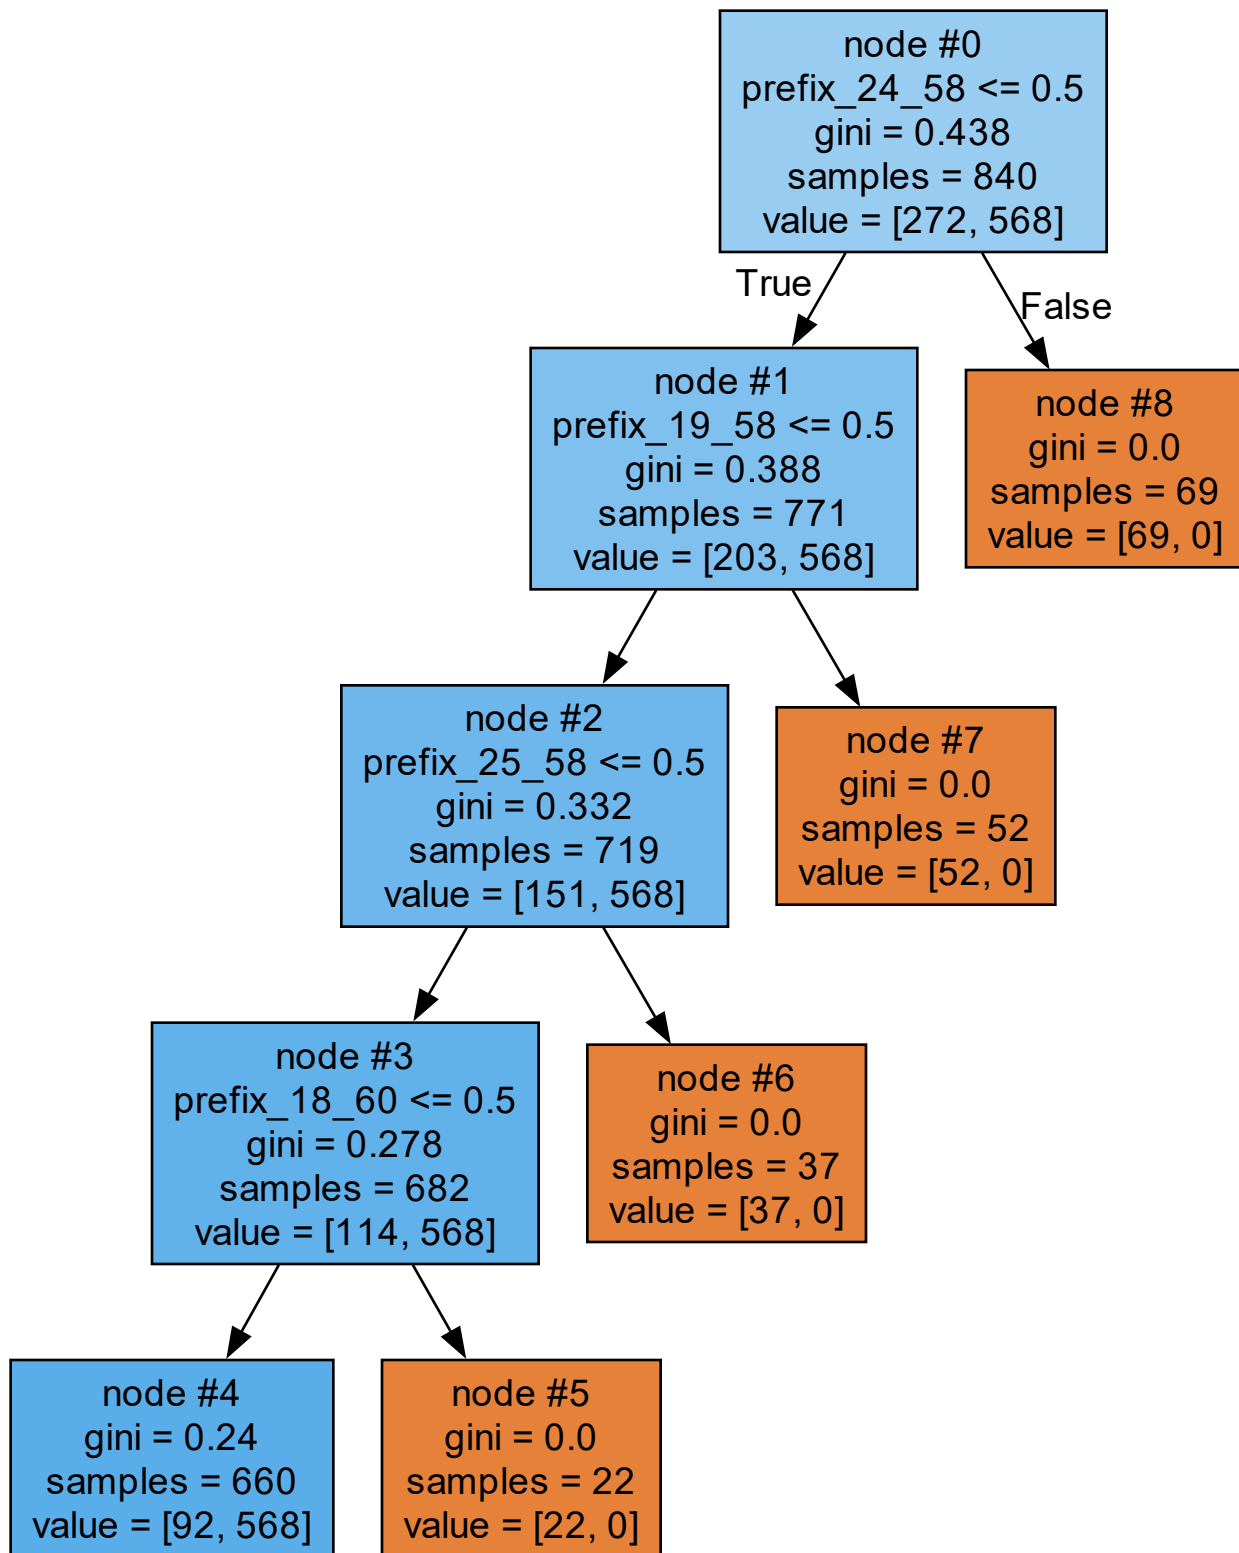 node #0
prefix_24_58 <= 0.5
gini = 0.438
samples = 840
value = [272, 568]
True
False
node #1
prefix_19_58 <= 0.5
gini = 0.388
samples = 771
value = [203, 568]
node #8
gini = 0.0
samples = 69
value = [69, 0]
node #2
prefix_25_58 <= 0.5
gini = 0.332
samples = 719
value = [151, 568]
node #7
gini = 0.0
samples = 52
value = [52, 0]
node #3
prefix_18_60 <= 0.5
gini = 0.278
samples = 682
value = [114, 568]
node #6
gini = 0.0
samples = 37
value = [37, 0]
node #4
gini = 0.24
samples = 660
value = [92, 568]
node #5
gini = 0.0
samples = 22
value = [22, 0]